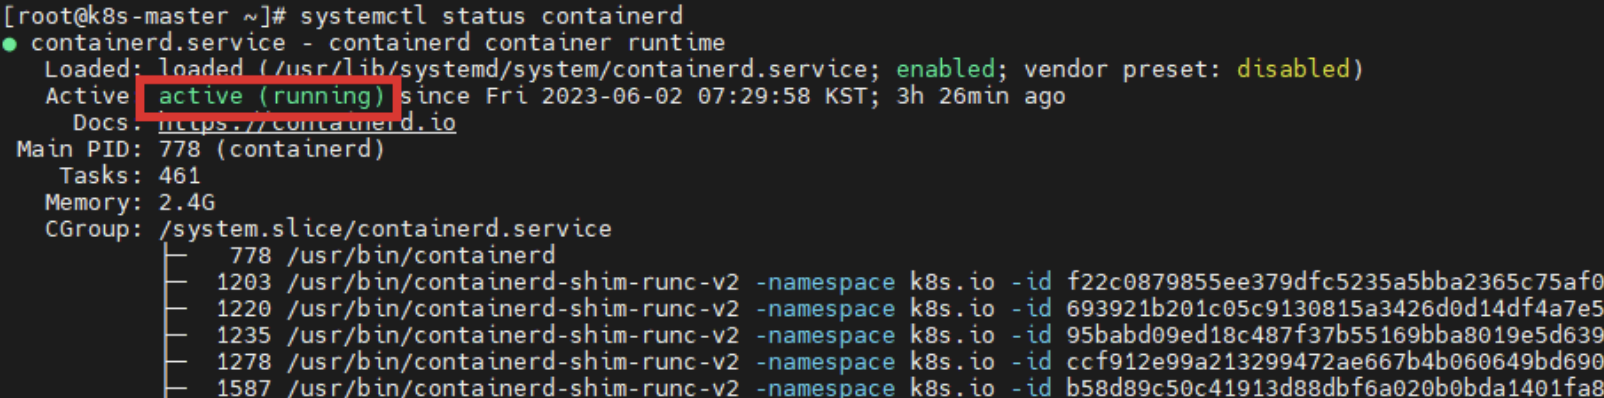 [root@k8s-master ~]# systemctl status containerd
● containerd.service - containerd container runtime
Loaded: loaded (/usr/lib/systemd/system/containerd.service; enabled; vendor preset: disabled)
Active active (running) since Fri 2023-06-02 07:29:58 KST; 3h 26min ago
Docs: https://containerd.io
Main PID: 778 (containerd)
Tasks: 461
Memory: 2.4G
CGroup: /system.slice/containerd.service
├─ 778 /usr/bin/containerd
├─ 1203 /usr/bin/containerd-shim-runc-v2 -namespace k8s.io -id f22c0879855ee379dfc5235a5bba2365c75af0
├─ 1220 /usr/bin/containerd-shim-runc-v2 -namespace k8s.io -id 693921b201c05c9130815a3426d0d14df4a7e5
├─ 1235 /usr/bin/containerd-shim-runc-v2 -namespace k8s.io -id 95babd09ed18c487f37b55169bba8019e5d639
├─ 1278 /usr/bin/containerd-shim-runc-v2 -namespace k8s.io -id ccf912e99a213299472ae667b4b060649bd690
├─ 1587 /usr/bin/containerd-shim-runc-v2 -namespace k8s.io -id b58d89c50c41913d88dbf6a020b0bda1401fa8